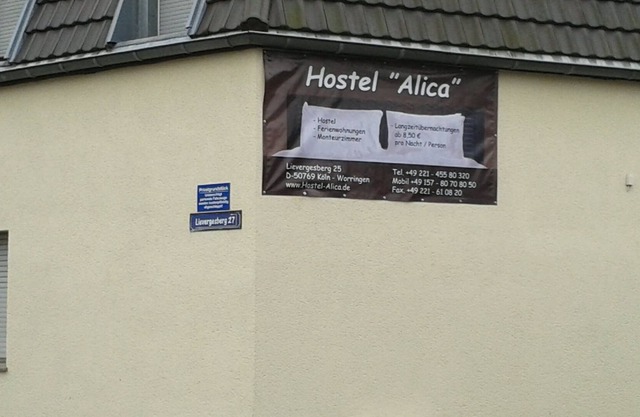 Hostel "Alica"
- Hostel
- Ferienwohnungen
- Monteurzimmer
- Langzeitübernachtungen
ab 8,50 €
pro Nacht / Person
Lievergesberg 25
D-50769 Köln - Worringen
www.Hostel-Alica.de
Tel. +49 221 - 455 80 320
Mobil +49 157 - 80 70 80 50
Fax. +49 221 - 61 08 20
Privatgrundstück
Lievergesberg 27